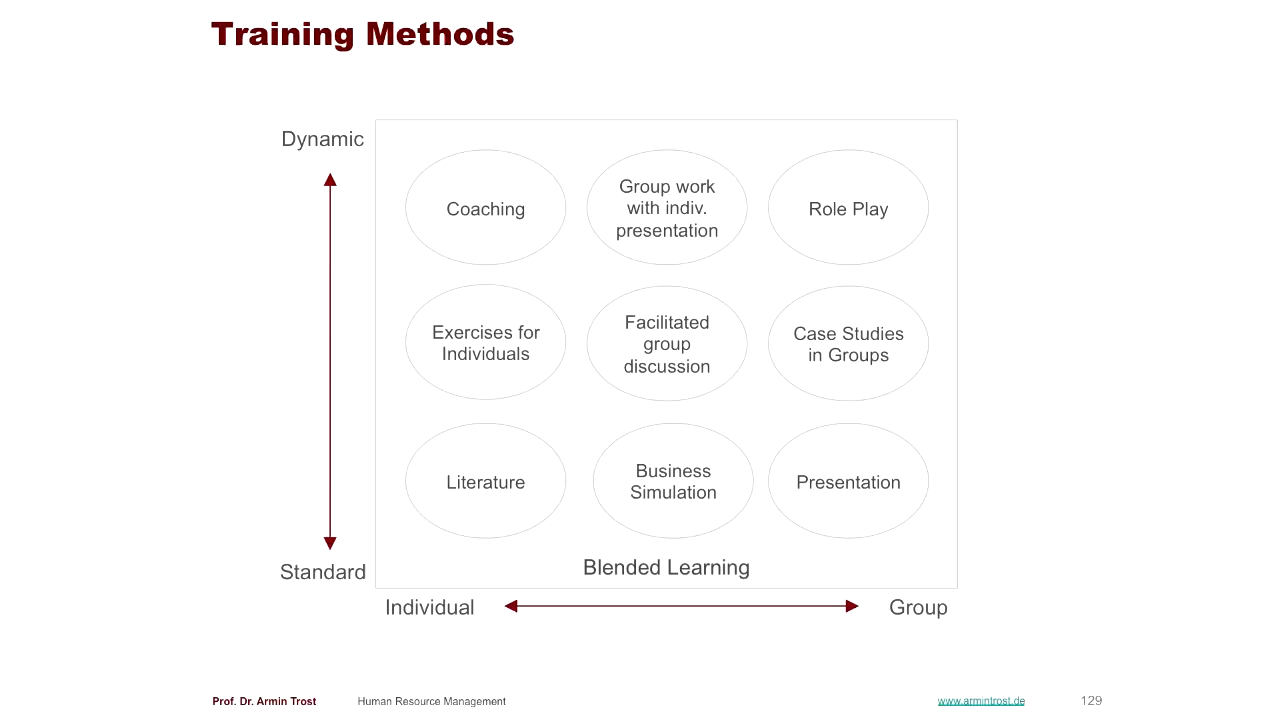 Training Methods
Dynamic
Coaching
Group work
with indiv.
presentation
Role Play
Exercises for
Individuals
Facilitated
group
discussion
Case Studies
in Groups
Literature
Business
Simulation
Presentation
Blended Learning
Standard
Individual
Group
Prof. Dr. Armin Trost
Human Resource Management
www.armintrost.de
129